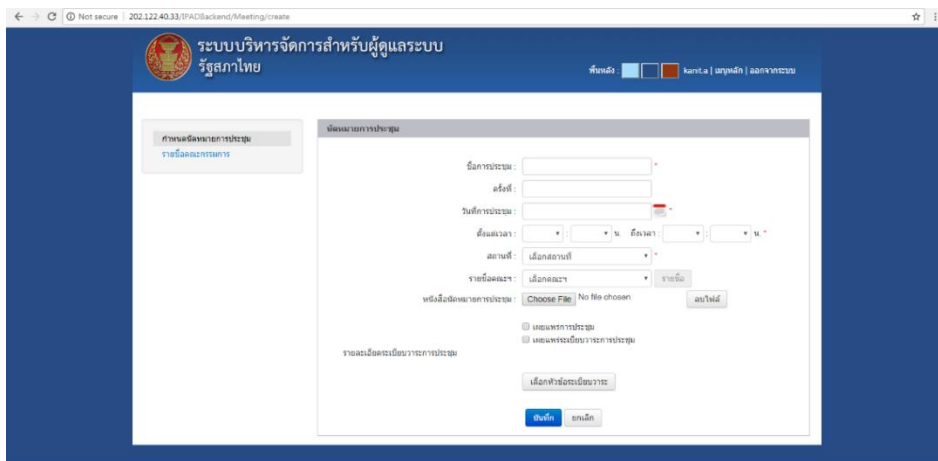 Not secure | 202.122.40.33/IPADBackend/Meeting/create
ระบบบริหารจัดการสำหรับผู้ดูแลระบบ
รัฐสภาไทย
พื้นหลัง : kanit.a | เมนูหลัก | ออกจากระบบ
กำหนดนัดหมายการประชุม
รายชื่อคณะกรรมการ
นัดหมายการประชุม
ชื่อการประชุม : *
ครั้งที่ :
วันที่การประชุม : *
ตั้งแต่เวลา : : น. ถึงเวลา : : น. *
สถานที่ : เลือกสถานที่ *
รายชื่อคณะฯ : เลือกคณะฯ รายชื่อ
หนังสือนัดหมายการประชุม : Choose File No file chosen ลบไฟล์
เผยแพร่การประชุม
เผยแพร่ระเบียบวาระการประชุม
รายละเอียดระเบียบวาระการประชุม
เลือกหัวข้อระเบียบวาระ
บันทึก ยกเลิก